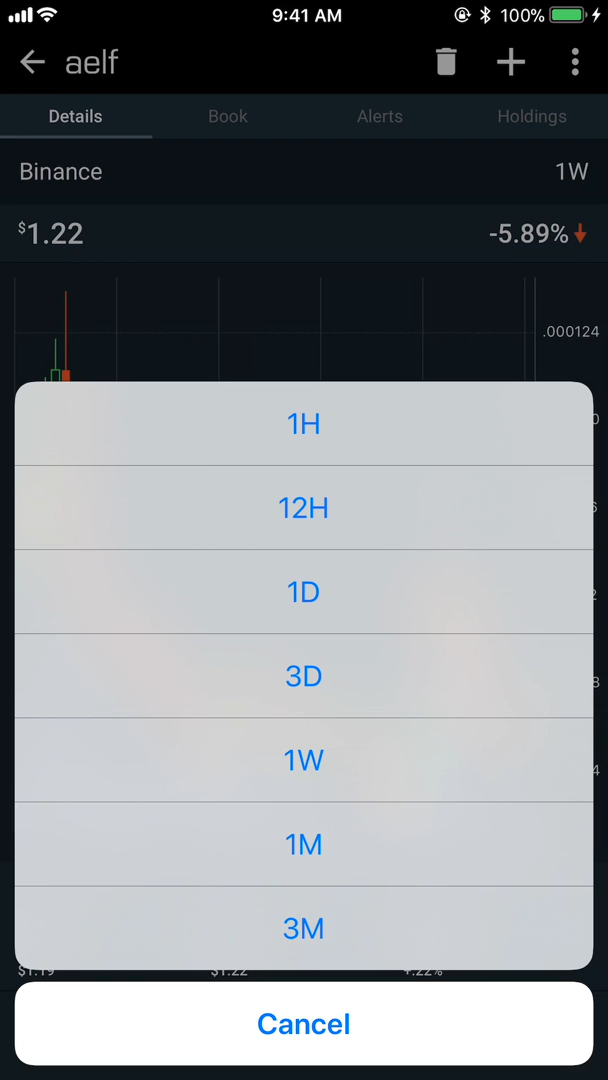 9:41 AM 100%
aelf
Details Book Alerts Holdings
Binance 1W
$1.22 -5.89%
.000124
1H
12H
1D
3D
1W
1M
3M
Cancel